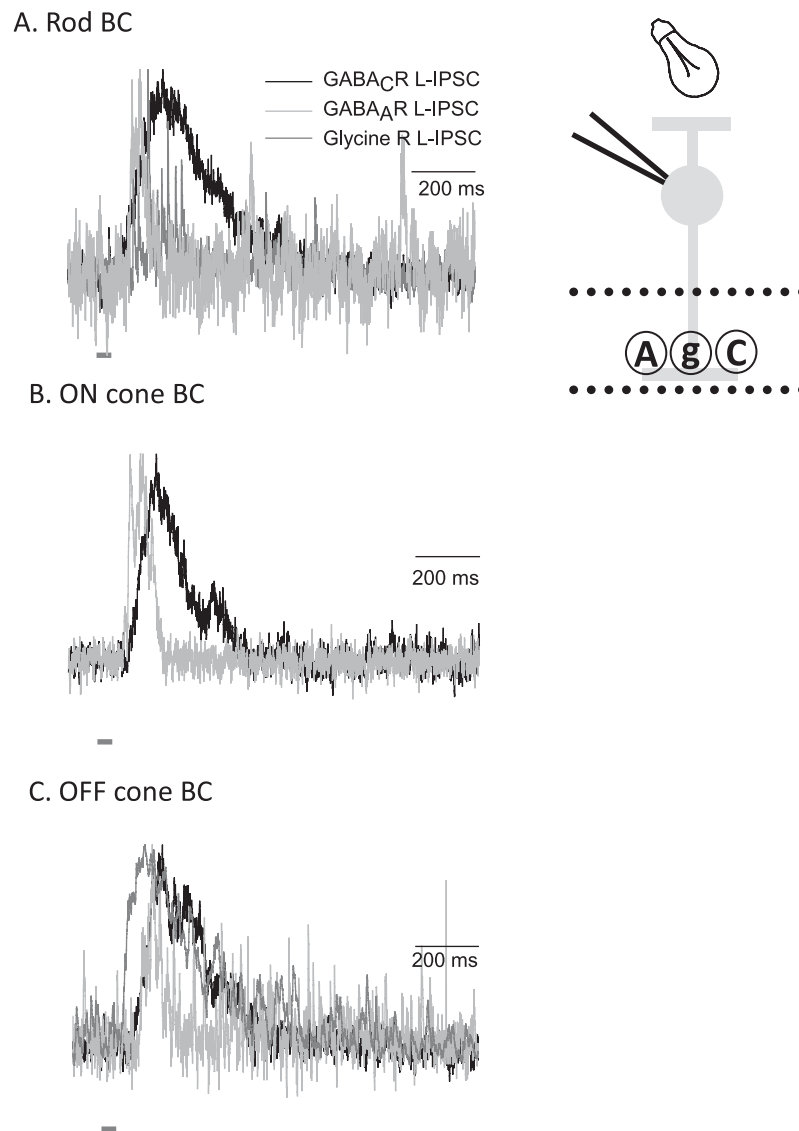 A. Rod BC
GABACR L-IPSC
GABAAR L-IPSC
Glycine R L-IPSC
200 ms
A g C
B. ON cone BC
200 ms
C. OFF cone BC
200 ms